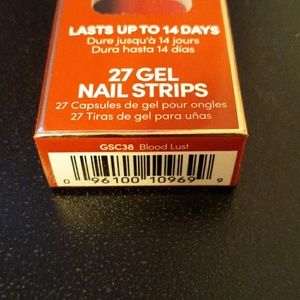 LASTS UP TO 14 DAYS
Dure jusqu'à 14 jours
Dura hasta 14 días
27 GEL
NAIL STRIPS
27 Capsules de gel pour ongles
27 Tiras de gel para uñas
GSC38 Blood Lust
0 96100 10969 9